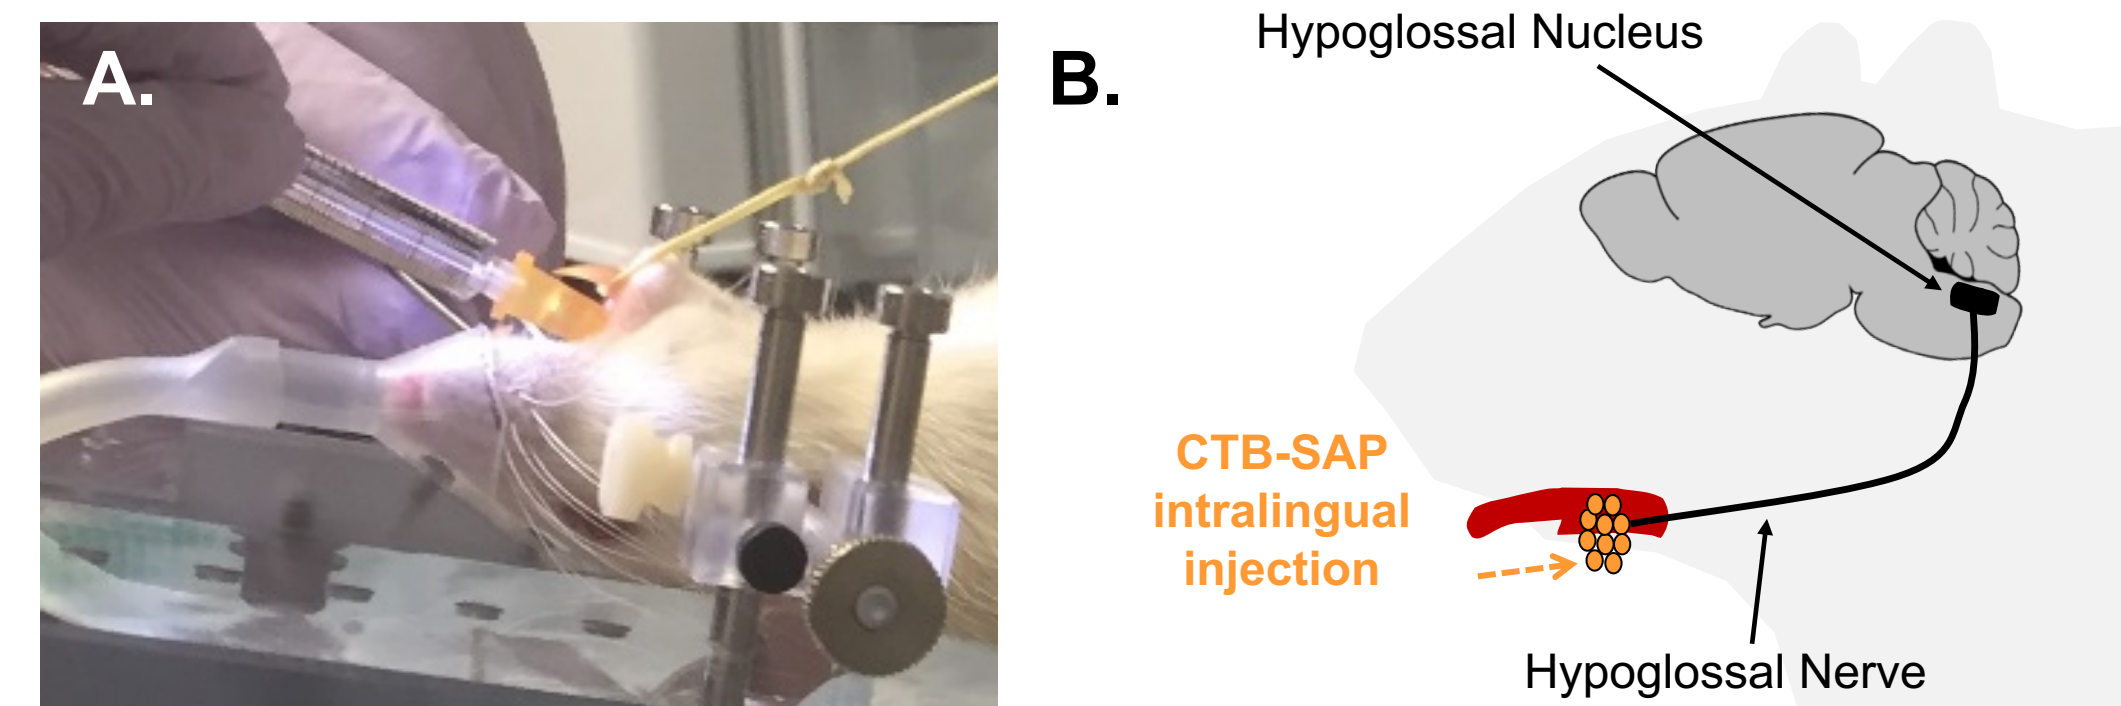 A.
B.
Hypoglossal Nucleus
CTB-SAP
intralingual
injection
Hypoglossal Nerve